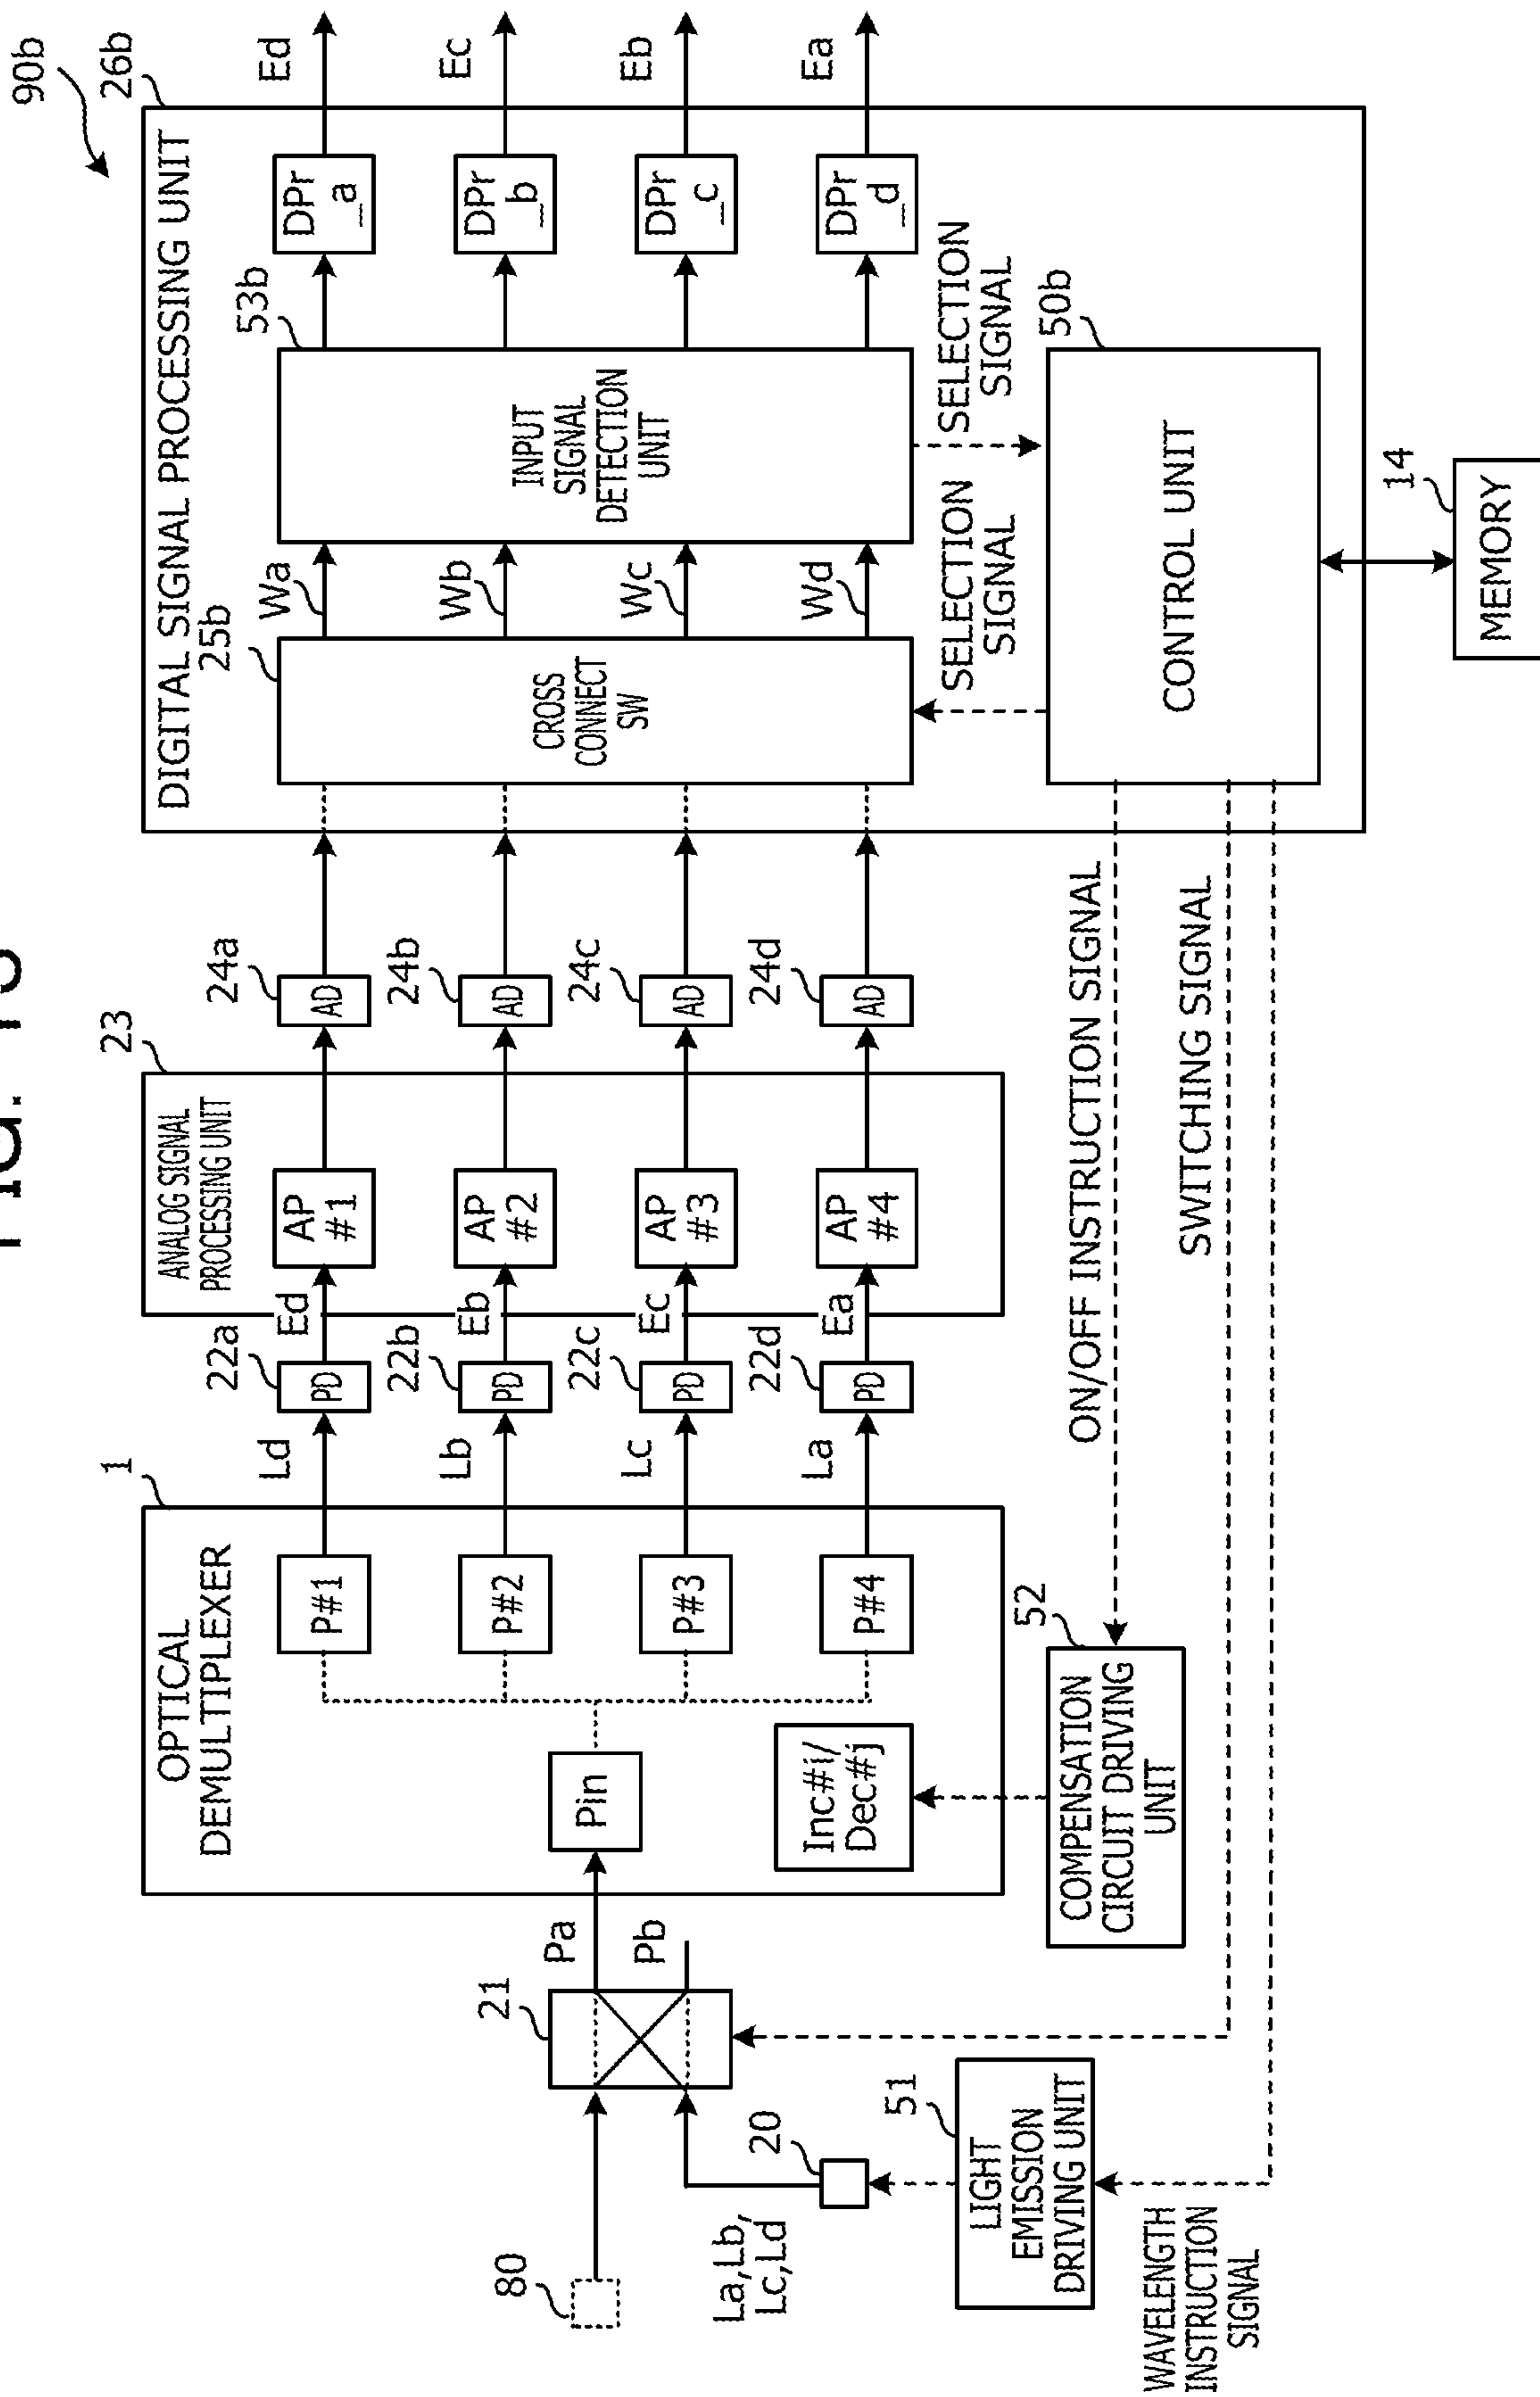 90b
26b
DIGITAL SIGNAL PROCESSING UNIT
25b
53b
CROSS
CONNECT
SW
Wa
Wb
Wc
Wd
INPUT
SIGNAL
DETECTION
UNIT
DPr
_a
DPr
_b
DPr
_c
DPr
_d
Ed
Ec
Eb
Ea
SELECTION
SIGNAL
SELECTION
SIGNAL
50b
CONTROL UNIT
14
MEMORY
23
ANALOG SIGNAL
PROCESSING UNIT
AP
#1
AP
#2
AP
#3
AP
#4
24a
AD
24b
AD
24c
AD
24d
AD
22a
PD
Ed
22b
PD
Eb
22c
PD
Ec
22d
PD
Ea
1
OPTICAL
DEMULTIPLEXER
Pin
P#1
P#2
P#3
P#4
Ld
Lb
Lc
La
Inc#i/
Dec#j
52
COMPENSATION
CIRCUIT DRIVING
UNIT
ON/OFF INSTRUCTION SIGNAL
SWITCHING SIGNAL
21
Pa
Pb
80
20
La,Lb,
Lc,Ld
51
LIGHT
EMISSION
DRIVING UNIT
WAVELENGTH
INSTRUCTION
SIGNAL